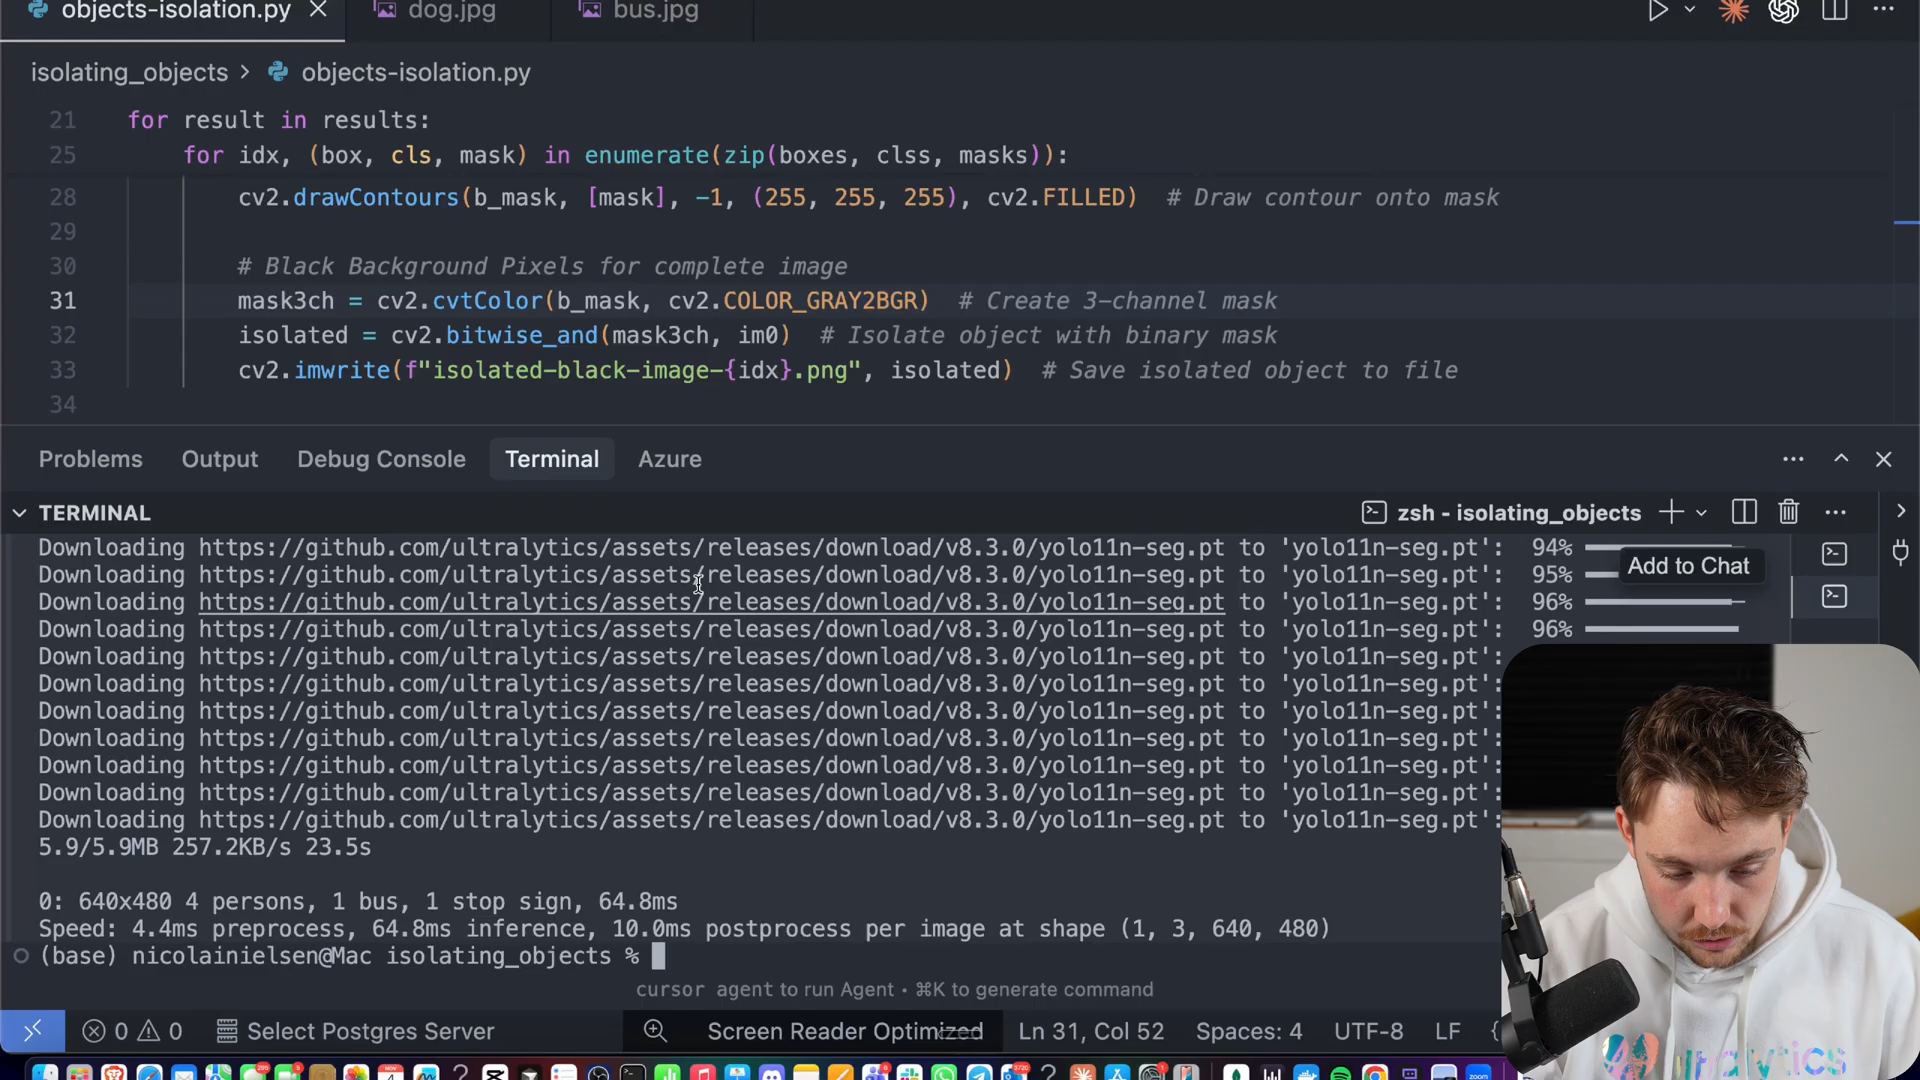 objects-isolation.py
dog.jpg
bus.jpg
isolating_objects > objects-isolation.py
21 for result in results:
25 for idx, (box, cls, mask) in enumerate(zip(boxes, clss, masks)):
28 cv2.drawContours(b_mask, [mask], -1, (255, 255, 255), cv2.FILLED)  # Draw contour onto mask
29
30 # Black Background Pixels for complete image
31 mask3ch = cv2.cvtColor(b_mask, cv2.COLOR_GRAY2BGR)  # Create 3-channel mask
32 isolated = cv2.bitwise_and(mask3ch, im0)  # Isolate object with binary mask
33 cv2.imwrite(f"isolated-black-image-{idx}.png", isolated)  # Save isolated object to file
34
Problems Output Debug Console Terminal Azure
TERMINAL
zsh - isolating_objects
Downloading https://github.com/ultralytics/assets/releases/download/v8.3.0/yolo11n-seg.pt to 'yolo11n-seg.pt': 94%
Add to Chat
Downloading https://github.com/ultralytics/assets/releases/download/v8.3.0/yolo11n-seg.pt to 'yolo11n-seg.pt': 95%
Downloading https://github.com/ultralytics/assets/releases/download/v8.3.0/yolo11n-seg.pt to 'yolo11n-seg.pt': 96%
Downloading https://github.com/ultralytics/assets/releases/download/v8.3.0/yolo11n-seg.pt to 'yolo11n-seg.pt': 96%
Downloading https://github.com/ultralytics/assets/releases/download/v8.3.0/yolo11n-seg.pt to 'yolo11n-seg.pt':
Downloading https://github.com/ultralytics/assets/releases/download/v8.3.0/yolo11n-seg.pt to 'yolo11n-seg.pt':
Downloading https://github.com/ultralytics/assets/releases/download/v8.3.0/yolo11n-seg.pt to 'yolo11n-seg.pt':
Downloading https://github.com/ultralytics/assets/releases/download/v8.3.0/yolo11n-seg.pt to 'yolo11n-seg.pt':
Downloading https://github.com/ultralytics/assets/releases/download/v8.3.0/yolo11n-seg.pt to 'yolo11n-seg.pt':
Downloading https://github.com/ultralytics/assets/releases/download/v8.3.0/yolo11n-seg.pt to 'yolo11n-seg.pt':
Downloading https://github.com/ultralytics/assets/releases/download/v8.3.0/yolo11n-seg.pt to 'yolo11n-seg.pt':
5.9/5.9MB 257.2KB/s 23.5s
0: 640x480 4 persons, 1 bus, 1 stop sign, 64.8ms
Speed: 4.4ms preprocess, 64.8ms inference, 10.0ms postprocess per image at shape (1, 3, 640, 480)
(base) nicolainielsen@Mac isolating_objects %
cursor agent to run Agent • ⌘K to generate command
0 0 Select Postgres Server Screen Reader Optimized Ln 31, Col 52 Spaces: 4 UTF-8 LF {
ultralytics